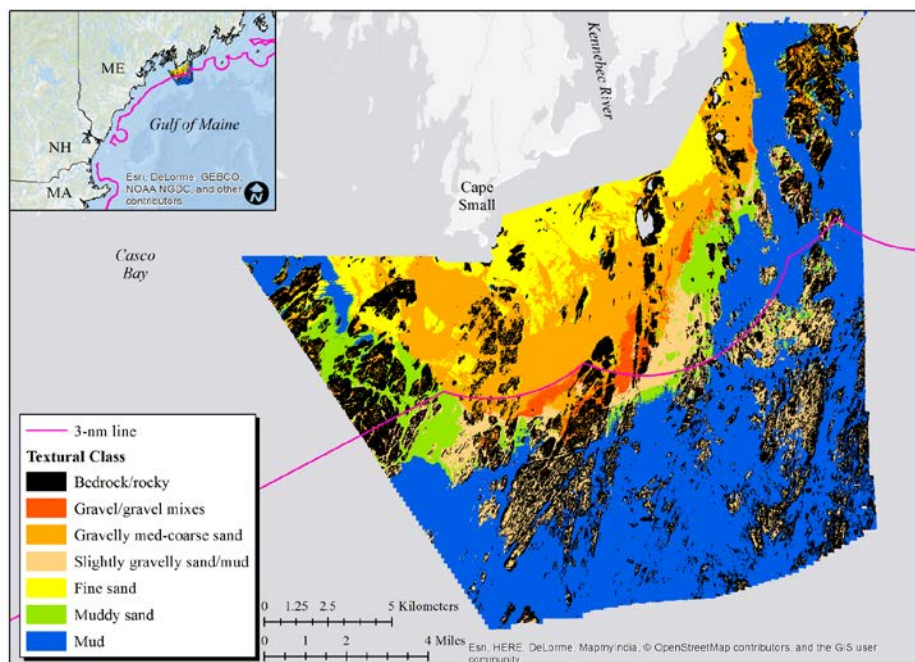 ME
NH
MA
Gulf of Maine
Esri, DeLorme, GEBCO,
NOAA NGDC, and other
contributors
Kennebec River
Cape
Small
Casco
Bay
3-nm line
Textural Class
Bedrock/rocky
Gravel/gravel mixes
Gravelly med-coarse sand
Slightly gravelly sand/mud
Fine sand
Muddy sand
Mud
0 1.25 2.5 5 Kilometers
0 1 2 4 Miles
Esri, HERE, DeLorme, MapmyIndia, © OpenStreetMap contributors, and the GIS user
community